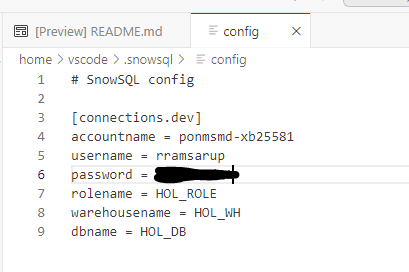 [Preview] README.md
config
home > vscode > .snowsql > config
1 # SnowSQL config
2
3 [connections.dev]
4 accountname = ponmsmd-xb25581
5 username = rramsarup
6 password =
7 rolename = HOL_ROLE
8 warehousename = HOL_WH
9 dbname = HOL_DB